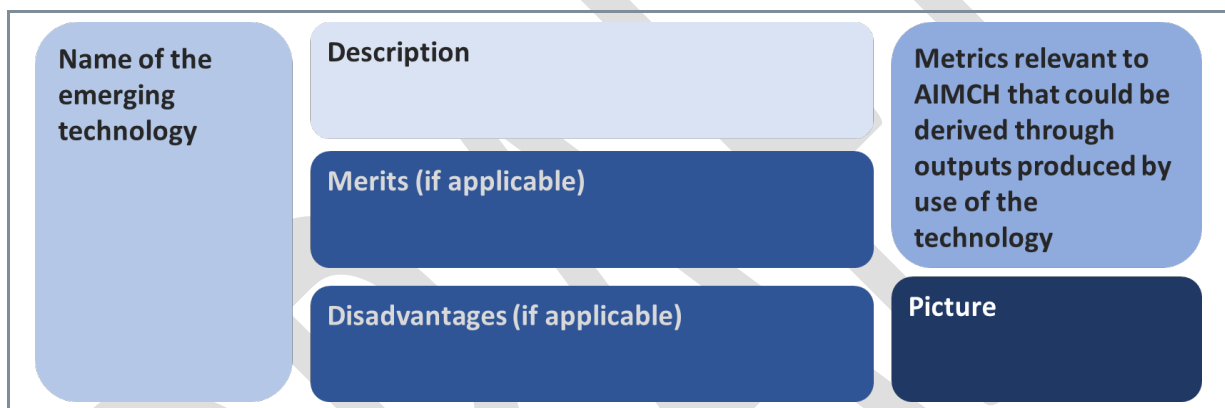 Name of the
emerging
technology
Description
Merits (if applicable)
Disadvantages (if applicable)
Metrics relevant to
AIMCH that could be
derived through
outputs produced by
use of the
technology
Picture